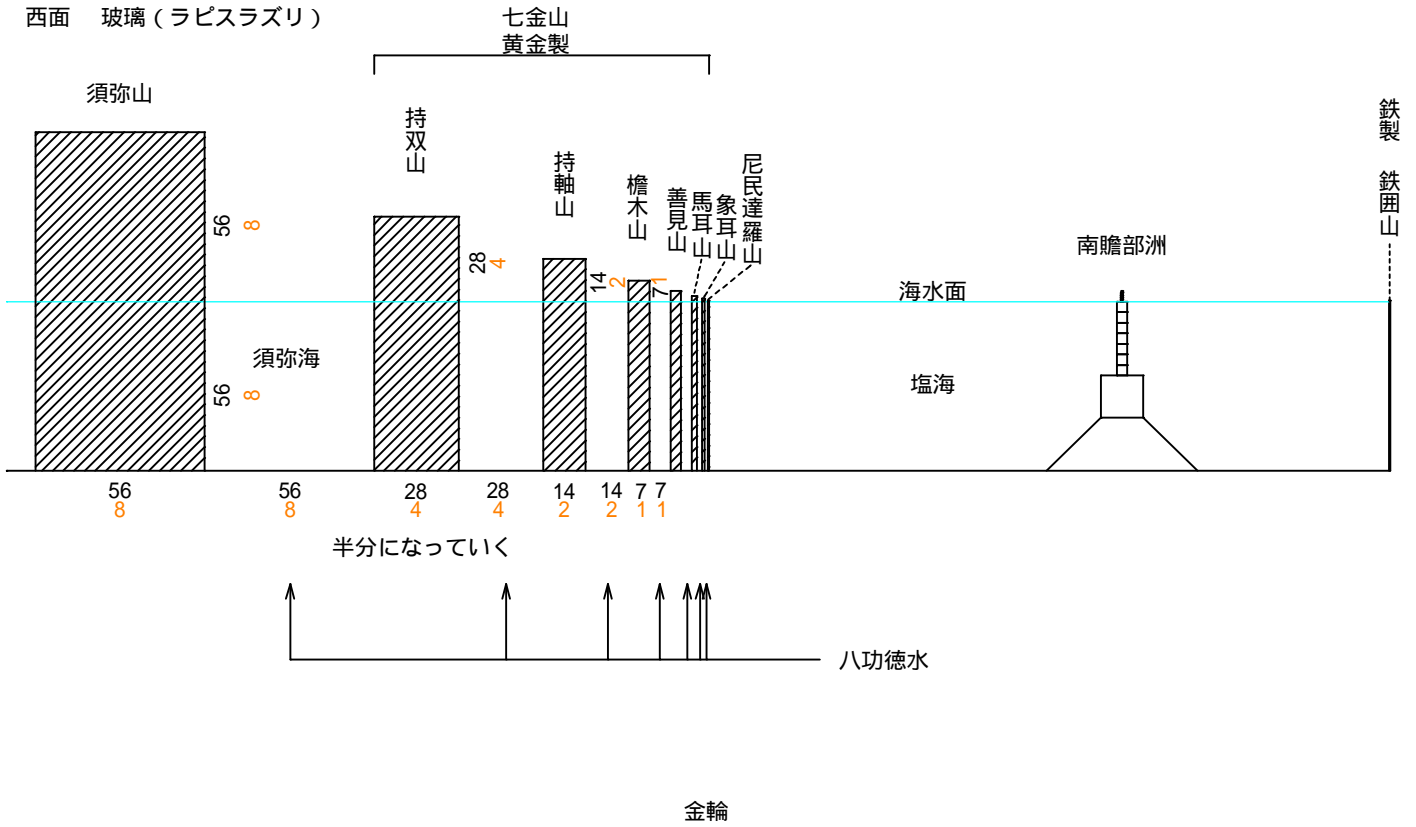 西面　玻璃（ラピスラズリ）
七金山
黄金製
須弥山
持双山
持軸山
檐木山
善見山
馬耳山
象耳山
尼民達羅山
鉄製　鉄囲山
南贍部洲
56
8
28
4
14
2
7
1
海水面
須弥海
56
8
塩海
56 56 28 28 14 14 7 7
8 8 4 4 2 2 1 1
半分になっていく
八功徳水
金輪